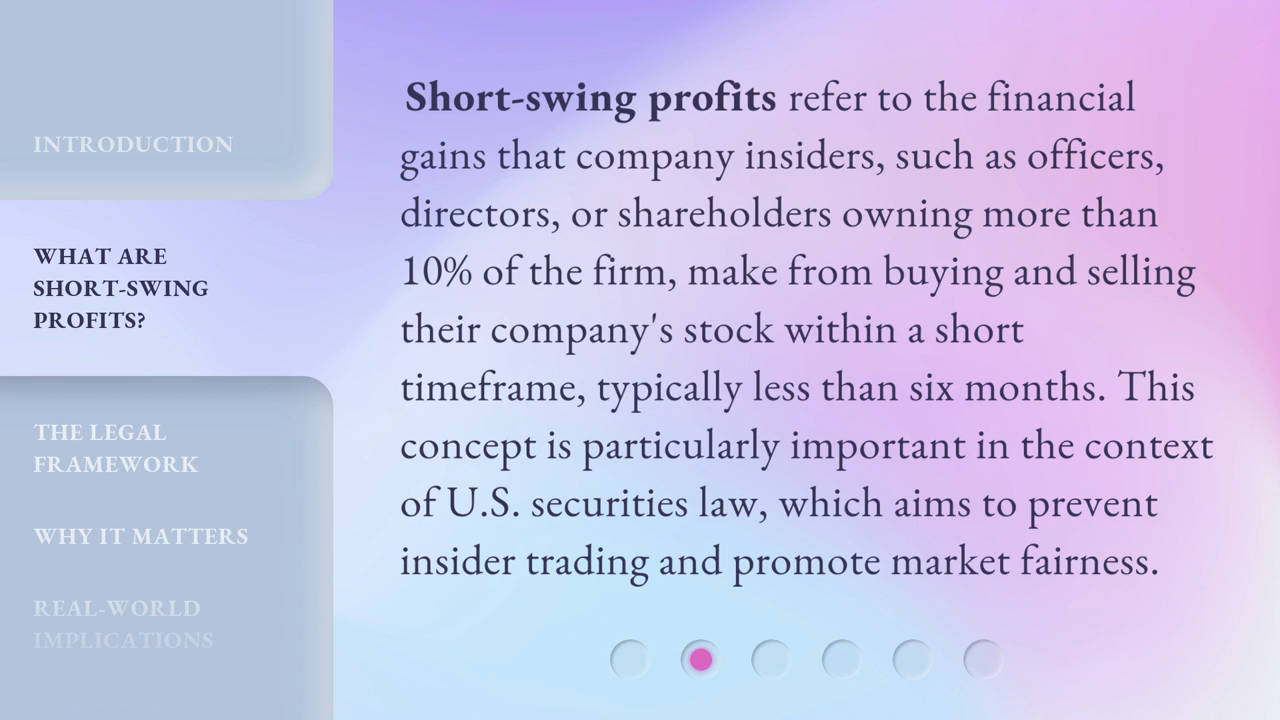 INTRODUCTION
WHAT ARE
SHORT-SWING
PROFITS?
THE LEGAL
FRAMEWORK
WHY IT MATTERS
REAL-WORLD
IMPLICATIONS
Short-swing profits refer to the financial
gains that company insiders, such as officers,
directors, or shareholders owning more than
10% of the firm, make from buying and selling
their company's stock within a short
timeframe, typically less than six months. This
concept is particularly important in the context
of U.S. securities law, which aims to prevent
insider trading and promote market fairness.